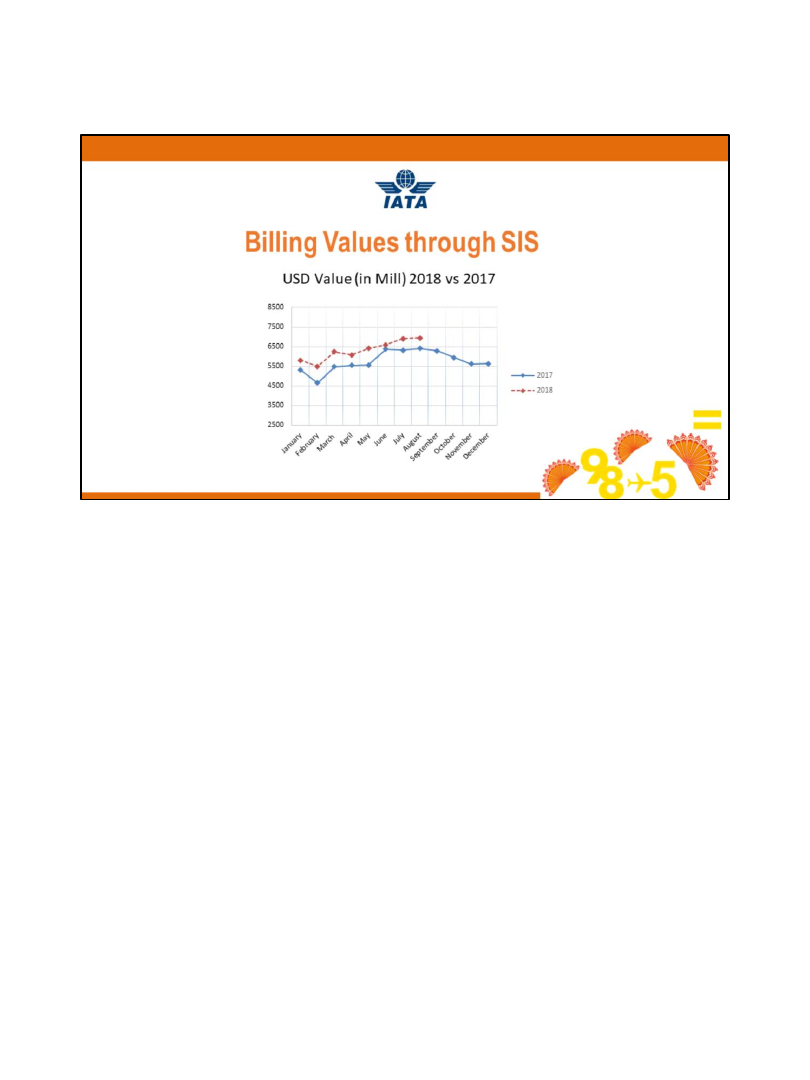 IATA
Billing Values through SIS
USD Value (in Mill) 2018 vs 2017
8500
7500
6500
5500
4500
3500
2500
January
February
March
April
May
June
July
August
September
October
November
December
2017
2018
98 5
=